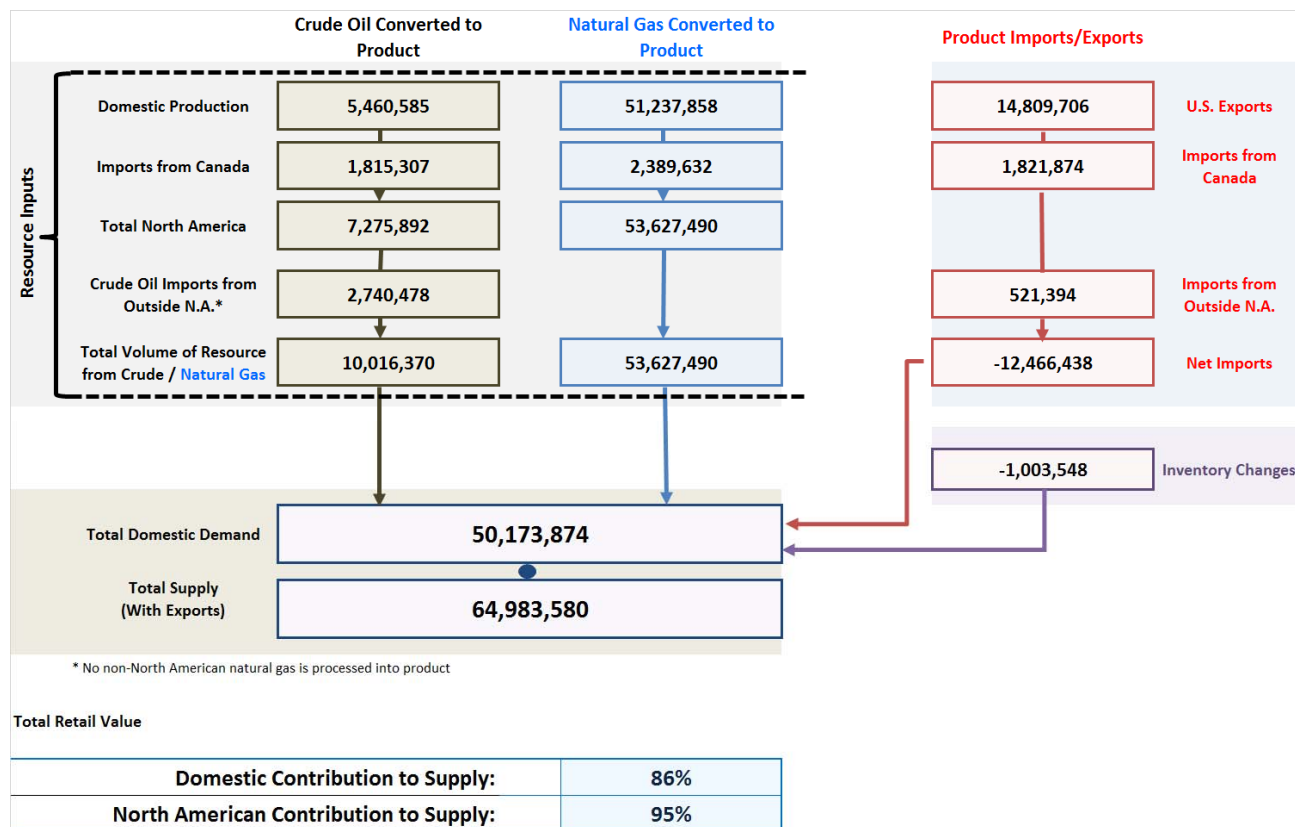 Crude Oil Converted to
Product
Natural Gas Converted to
Product
Product Imports/Exports
Resource Inputs
Domestic Production
5,460,585
51,237,858
14,809,706
U.S. Exports
Imports from Canada
1,815,307
2,389,632
1,821,874
Imports from
Canada
Total North America
7,275,892
53,627,490
Crude Oil Imports from
Outside N.A.*
2,740,478
521,394
Imports from
Outside N.A.
Total Volume of Resource
from Crude / Natural Gas
10,016,370
53,627,490
-12,466,438
Net Imports
-1,003,548
Inventory Changes
Total Domestic Demand
50,173,874
Total Supply
(With Exports)
64,983,580
* No non-North American natural gas is processed into product
Total Retail Value
Domestic Contribution to Supply:
86%
North American Contribution to Supply:
95%